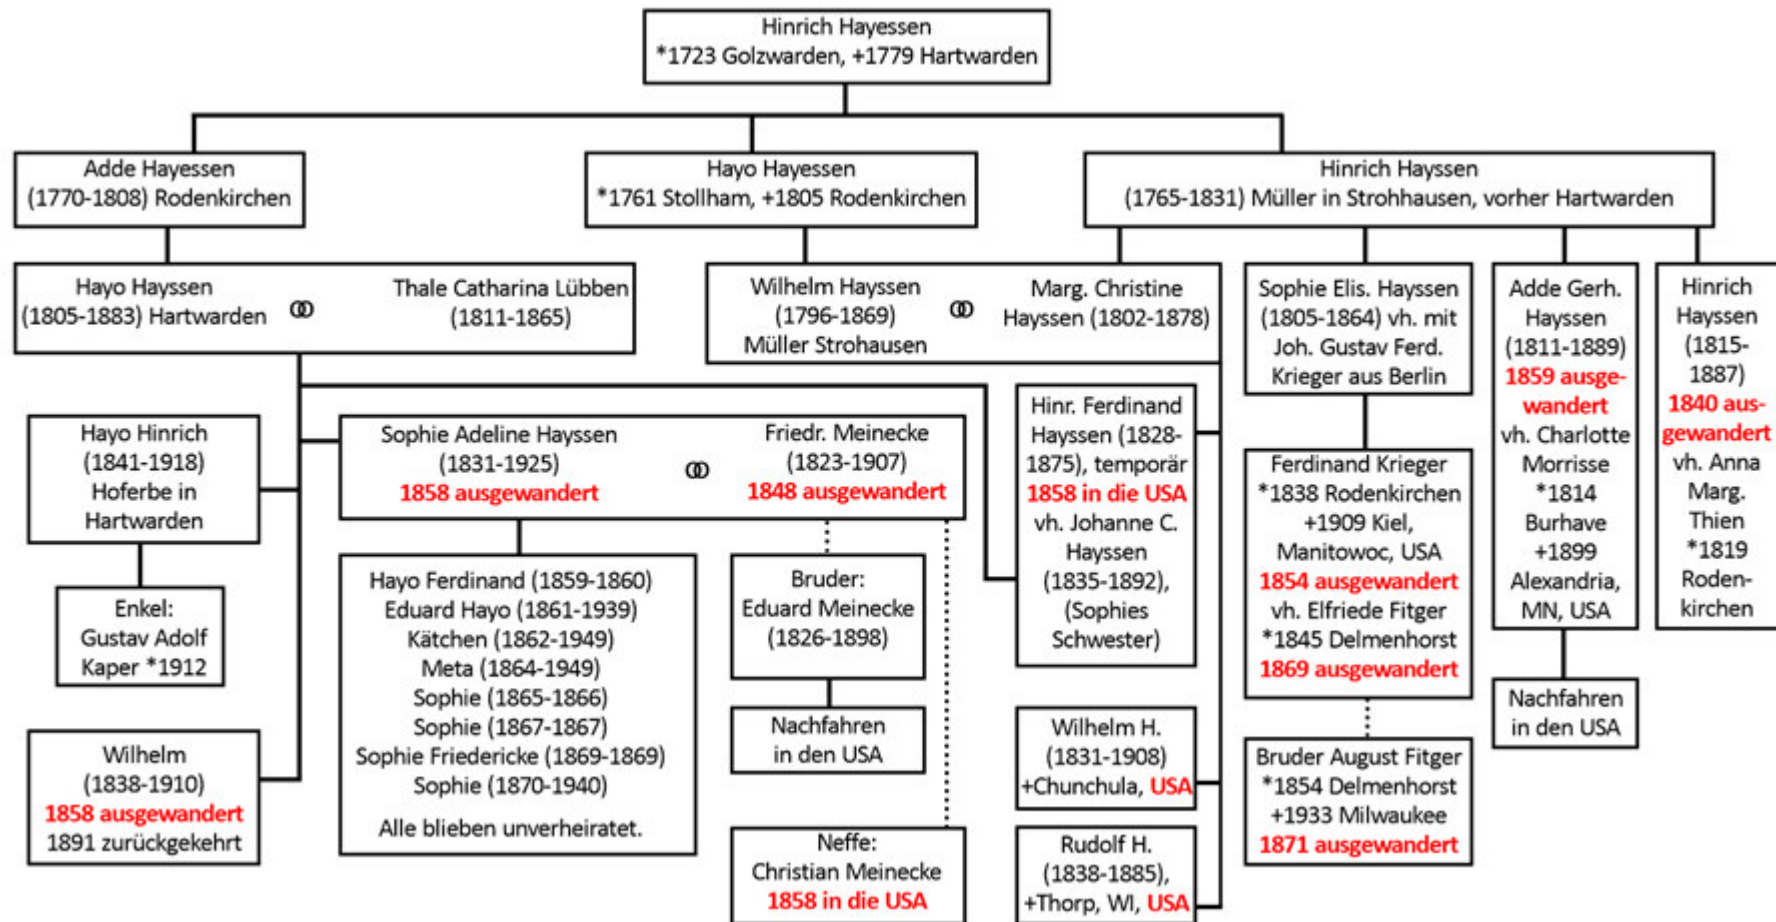 Hinrich Hayessen
*1723 Golzwarden, +1779 Hartwarden
Adde Hayessen
(1770-1808) Rodenkirchen
Hayo Hayessen
*1761 Stollham, +1805 Rodenkirchen
Hinrich Hayssen
(1765-1831) Müller in Strohhausen, vorher Hartwarden
Hayo Hayssen
(1805-1883) Hartwarden
Thale Catharina Lübben
(1811-1865)
Wilhelm Hayssen
(1796-1869)
Müller Strohausen
Marg. Christine
Hayssen (1802-1878)
Sophie Elis. Hayssen
(1805-1864) vh. mit
Joh. Gustav Ferd.
Krieger aus Berlin
Adde Gerh.
Hayssen
(1811-1889)
1859 ausge-
wandert
vh. Charlotte
Morrisse
*1814
Burhave
+1899
Alexandria,
MN, USA
Hinrich
Hayssen
(1815-
1887)
1840 aus-
gewandert
vh. Anna
Marg.
Thien
*1819
Roden-
kirchen
Hayo Hinrich
(1841-1918)
Hoferbe in
Hartwarden
Sophie Adeline Hayssen
(1831-1925)
1858 ausgewandert
Friedr. Meinecke
(1823-1907)
1848 ausgewandert
Hinr. Ferdinand
Hayssen (1828-
1875), temporär
1858 in die USA
vh. Johanne C.
Hayssen
(1835-1892),
(Sophies
Schwester)
Ferdinand Krieger
*1838 Rodenkirchen
+1909 Kiel,
Manitowoc, USA
1854 ausgewandert
vh. Elfriede Fitger
*1845 Delmenhorst
1869 ausgewandert
Enkel:
Gustav Adolf
Kaper *1912
Hayo Ferdinand (1859-1860)
Eduard Hayo (1861-1939)
Kätchen (1862-1949)
Meta (1864-1949)
Sophie (1865-1866)
Sophie (1867-1867)
Sophie Friedericke (1869-1869)
Sophie (1870-1940)
Alle blieben unverheiratet.
Bruder:
Eduard Meinecke
(1826-1898)
Nachfahren
in den USA
Nachfahren
in den USA
Wilhelm
(1838-1910)
1858 ausgewandert
1891 zurückgekehrt
Wilhelm H.
(1831-1908)
+Chunchula, USA
Bruder August Fitger
*1854 Delmenhorst
+1933 Milwaukee
1871 ausgewandert
Neffe:
Christian Meinecke
1858 in die USA
Rudolf H.
(1838-1885),
+Thorp, WI, USA